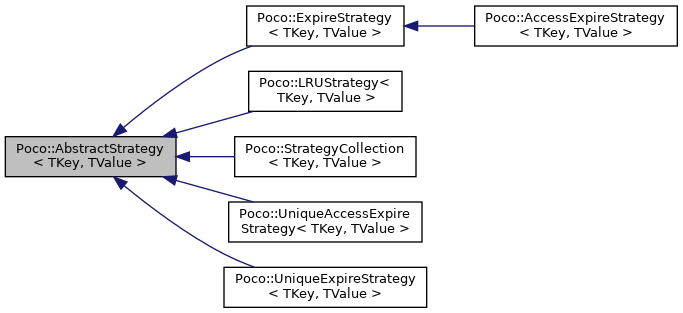 Poco::ExpireStrategy
< TKey, TValue >
Poco::AccessExpireStrategy
< TKey, TValue >
Poco::LRUStrategy<
TKey, TValue >
Poco::AbstractStrategy
< TKey, TValue >
Poco::StrategyCollection
< TKey, TValue >
Poco::UniqueAccessExpire
Strategy< TKey, TValue >
Poco::UniqueExpireStrategy
< TKey, TValue >